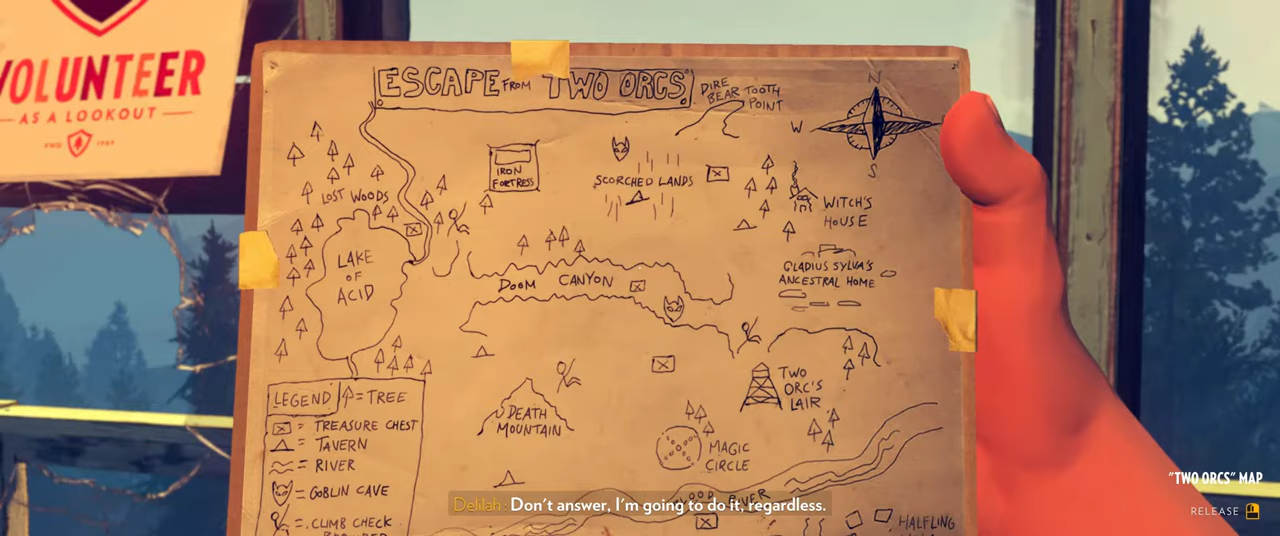 VOLUNTEER
AS A LOOKOUT
1989
ESCAPE FROM TWO ORCS
DIRE
BEAR TOOTH
POINT
N
W
S
IRON
FORTRESS
SCORCHED LANDS
LOST WOODS
WITCH'S
HOUSE
LAKE
OF
ACID
DOOM CANYON
GLADIUS SYLVA'S
ANCESTRAL HOME
TWO
ORC'S
LAIR
DEATH
MOUNTAIN
MAGIC
CIRCLE
LEGEND
= TREE
= TREASURE CHEST
= TAVERN
= RIVER
= GOBLIN CAVE
= CLIMB CHECK
RIVER
HALFLING
Delilah: Don't answer, I'm going to do it, regardless.
"TWO ORCS" MAP
RELEASE